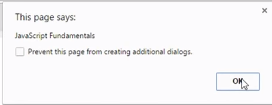 This page says:
JavaScript Fundamentals
Prevent this page from creating additional dialogs.
OK